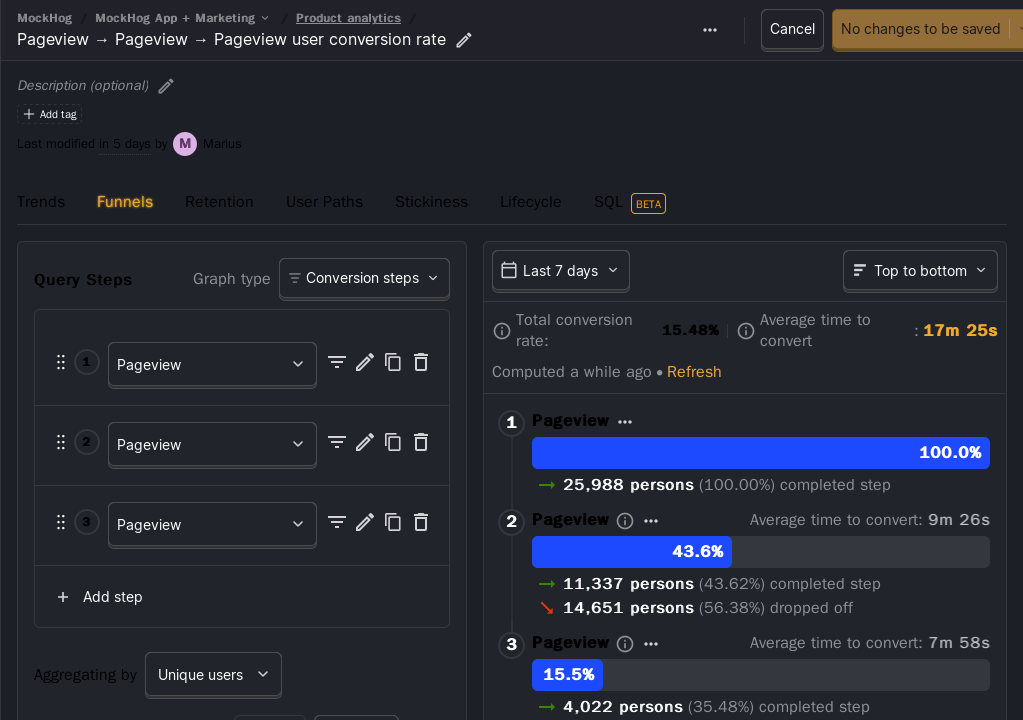 MockHog / MockHog App + Marketing / Product analytics /
Pageview → Pageview → Pageview user conversion rate
Cancel
No changes to be saved
Description (optional)
Add tag
Last modified in 5 days by M Marius
Trends Funnels Retention User Paths Stickiness Lifecycle SQL BETA
Query Steps
Graph type
Conversion steps
1 Pageview
2 Pageview
3 Pageview
Add step
Aggregating by Unique users
Last 7 days
Top to bottom
Total conversion
rate:
15.48%
Average time to
convert
: 17m 25s
Computed a while ago • Refresh
1 Pageview
100.0%
→ 25,988 persons (100.00%) completed step
2 Pageview Average time to convert: 9m 26s
43.6%
→ 11,337 persons (43.62%) completed step
↘ 14,651 persons (56.38%) dropped off
3 Pageview Average time to convert: 7m 58s
15.5%
→ 4,022 persons (35.48%) completed step